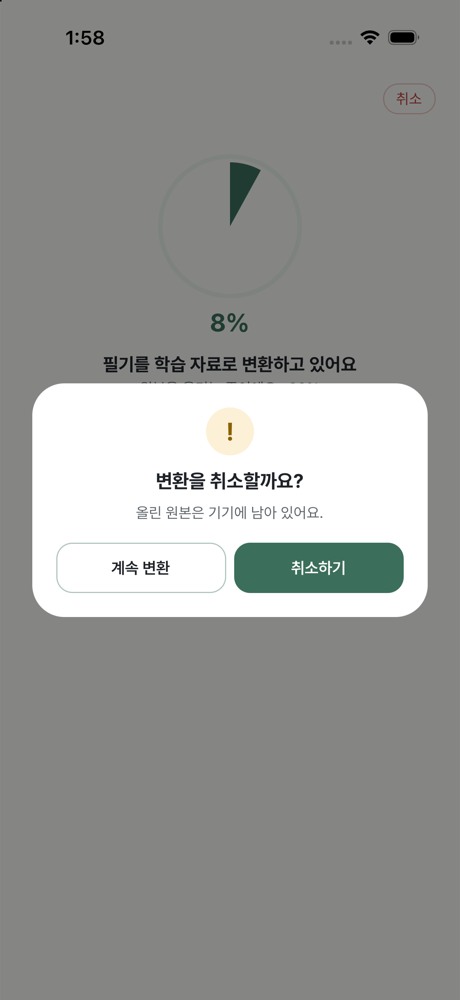 1:58
취소
8%
필기를 학습 자료로 변환하고 있어요
!
변환을 취소할까요?
올린 원본은 기기에 남아 있어요.
계속 변환
취소하기